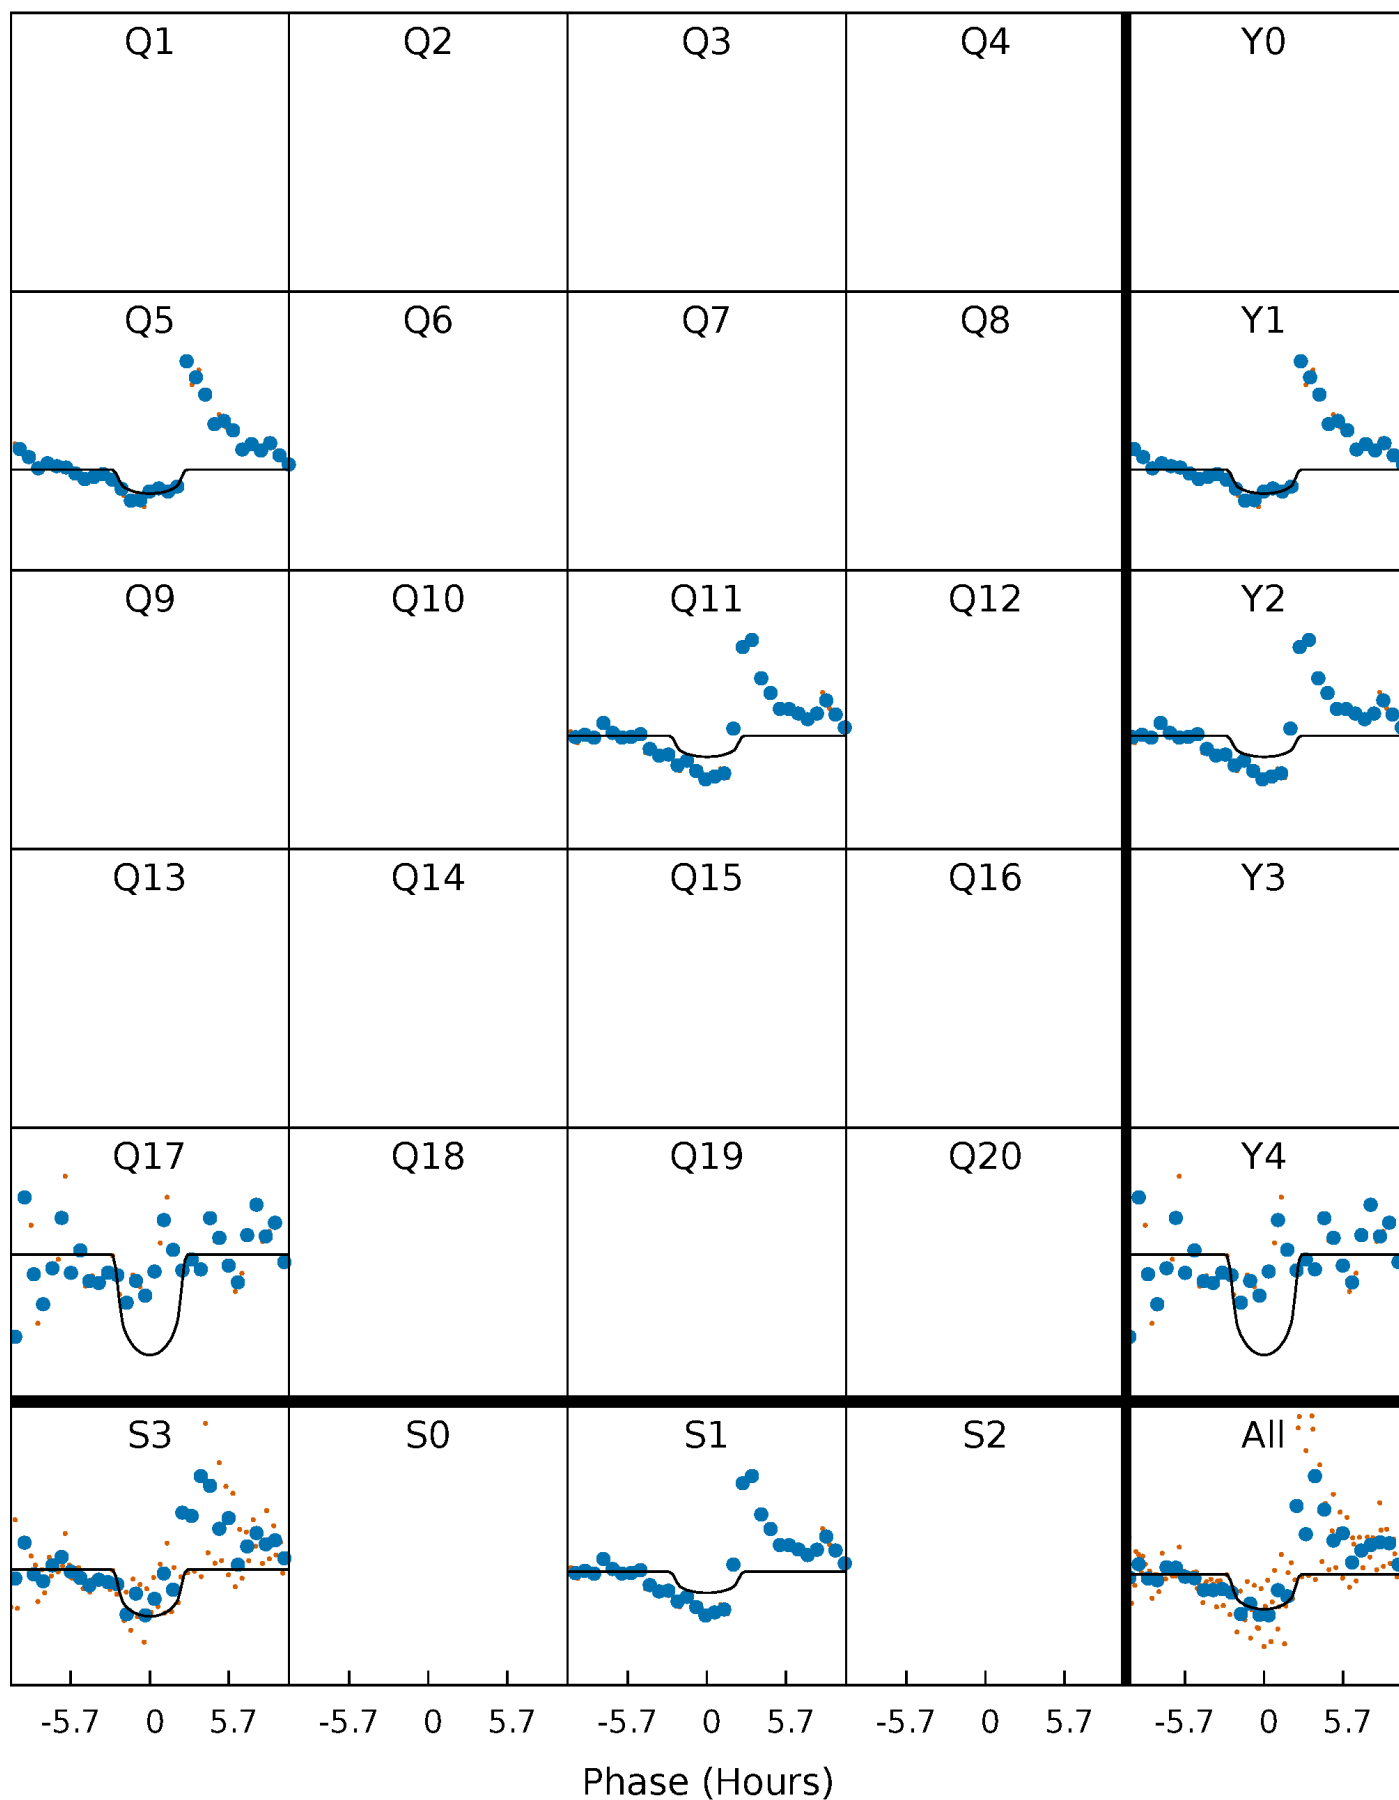 Q1 Q2 Q3 Q4 Y0
Q5 Q6 Q7 Q8 Y1
Q9 Q10 Q11 Q12 Y2
Q13 Q14 Q15 Q16 Y3
Q17 Q18 Q19 Q20 Y4
S3 S0 S1 S2 All
-5.7 0 5.7 -5.7 0 5.7 -5.7 0 5.7 -5.7 0 5.7 -5.7 0 5.7
Phase (Hours)